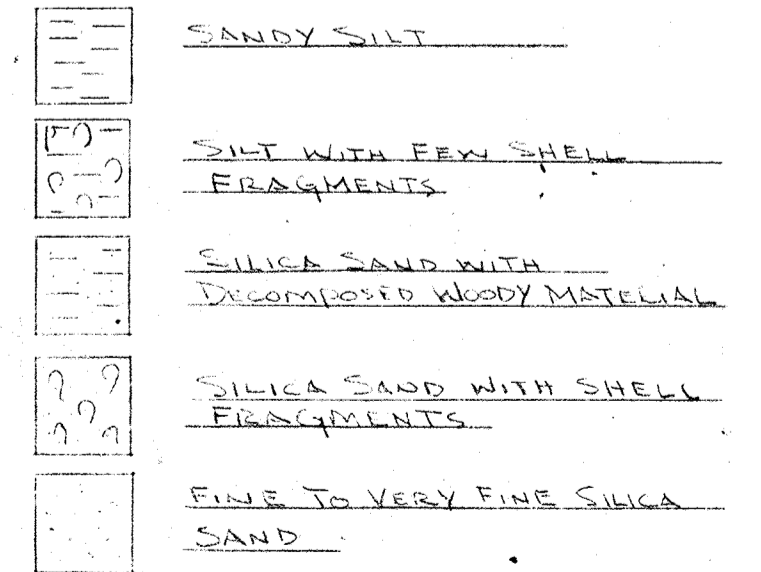 SANDY SILT
SILT WITH FEW SHELL
FRAGMENTS
SILICA SAND WITH
DECOMPOSED WOODY MATERIAL
SILICA SAND WITH SHELL
FRAGMENTS
FINE TO VERY FINE SILICA
SAND